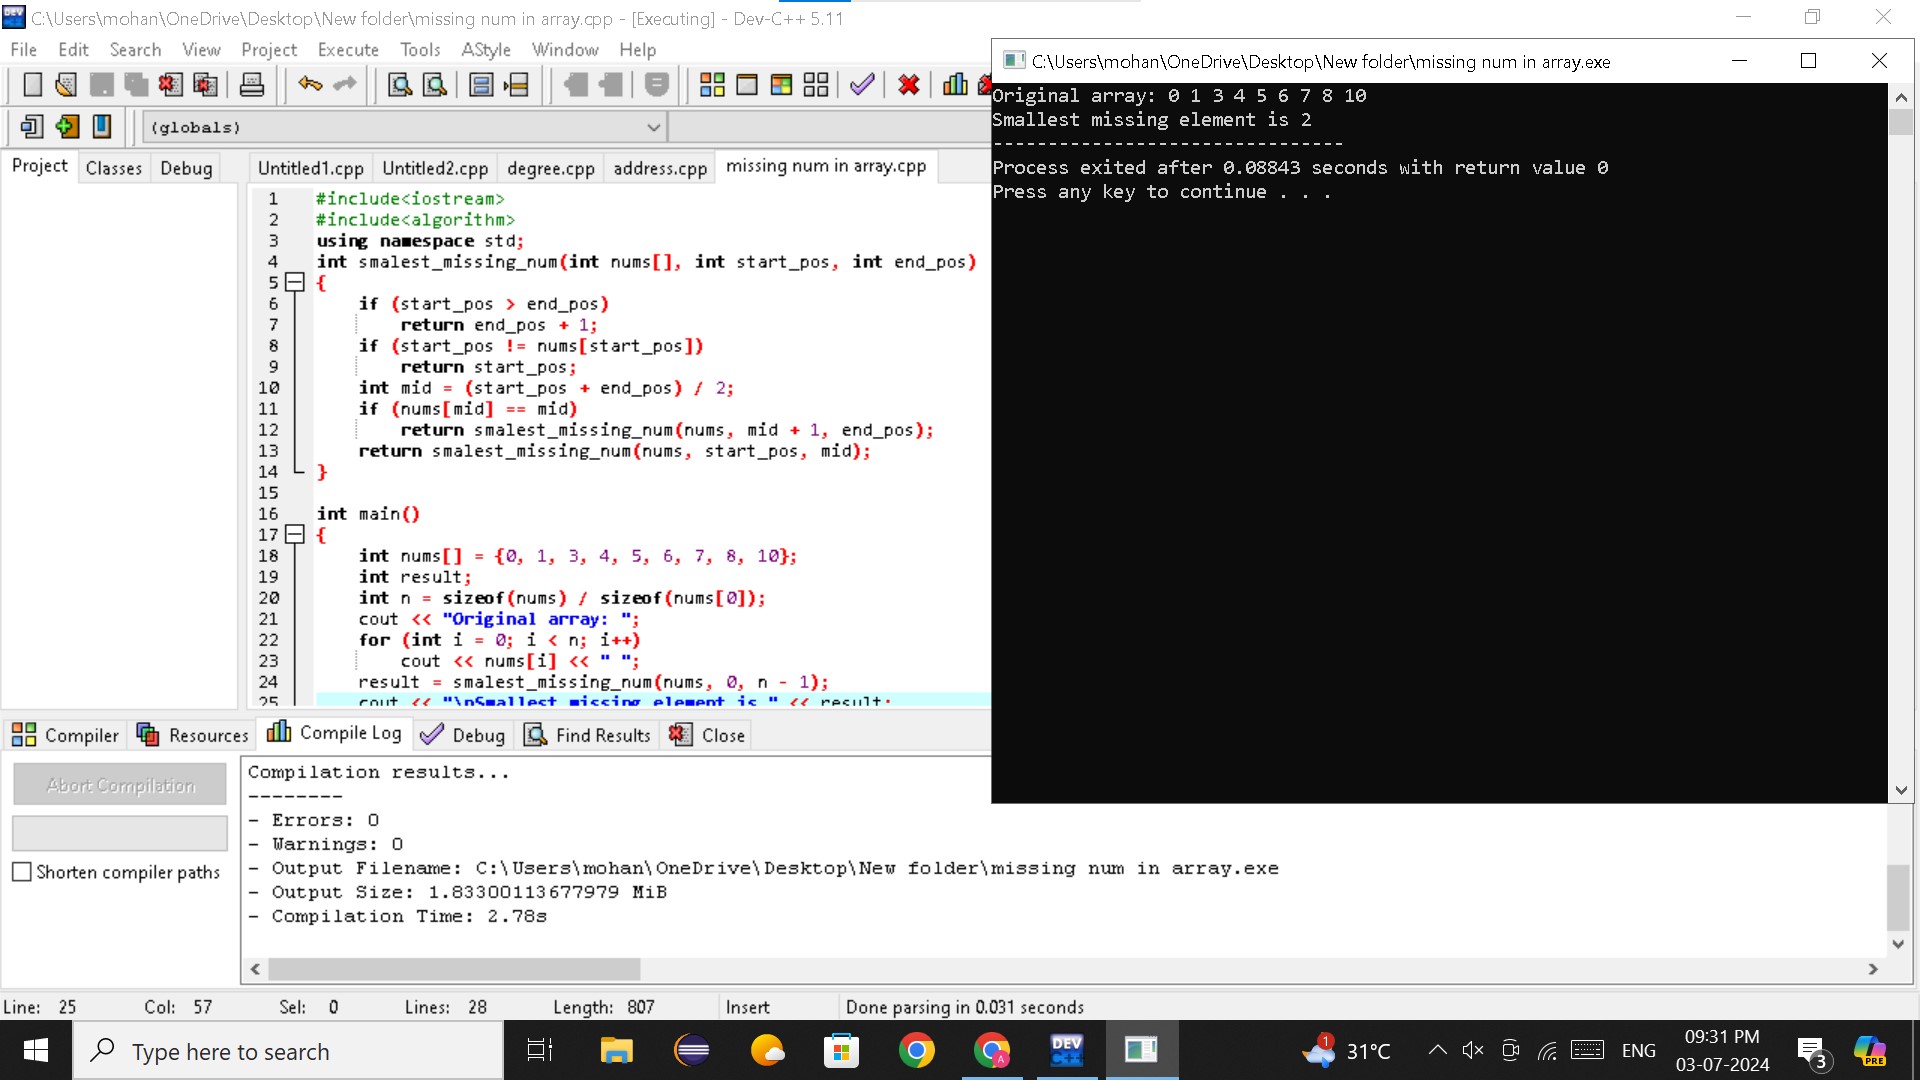 C:\Users\mohan\OneDrive\Desktop\New folder\missing num in array.cpp - [Executing] - Dev-C++ 5.11
File Edit Search View Project Execute Tools AStyle Window Help
(globals)
Project Classes Debug
Untitled1.cpp Untitled2.cpp degree.cpp address.cpp missing num in array.cpp
1 #include<iostream>
2 #include<algorithm>
3 using namespace std;
4 int smalest_missing_num(int nums[], int start_pos, int end_pos)
5 {
6 if (start_pos > end_pos)
7 return end_pos + 1;
8 if (start_pos != nums[start_pos])
9 return start_pos;
10 int mid = (start_pos + end_pos) / 2;
11 if (nums[mid] == mid)
12 return smalest_missing_num(nums, mid + 1, end_pos);
13 return smalest_missing_num(nums, start_pos, mid);
14 }
15
16 int main()
17 {
18 int nums[] = {0, 1, 3, 4, 5, 6, 7, 8, 10};
19 int result;
20 int n = sizeof(nums) / sizeof(nums[0]);
21 cout << "Original array: ";
22 for (int i = 0; i < n; i++)
23 cout << nums[i] << " ";
24 result = smalest_missing_num(nums, 0, n - 1);
25 cout << "\nSmallest missing element is " << result;
C:\Users\mohan\OneDrive\Desktop\New folder\missing num in array.exe
Original array: 0 1 3 4 5 6 7 8 10
Smallest missing element is 2
--------------------------------
Process exited after 0.08843 seconds with return value 0
Press any key to continue . . .
Compiler Resources Compile Log Debug Find Results Close
Abort Compilation
Shorten compiler paths
Compilation results...
--------
- Errors: 0
- Warnings: 0
- Output Filename: C:\Users\mohan\OneDrive\Desktop\New folder\missing num in array.exe
- Output Size: 1.83300113677979 MiB
- Compilation Time: 2.78s
Line: 25 Col: 57 Sel: 0 Lines: 28 Length: 807 Insert Done parsing in 0.031 seconds
Type here to search
DEV C++
1
31°C
ENG
09:31 PM
03-07-2024
3
PRE